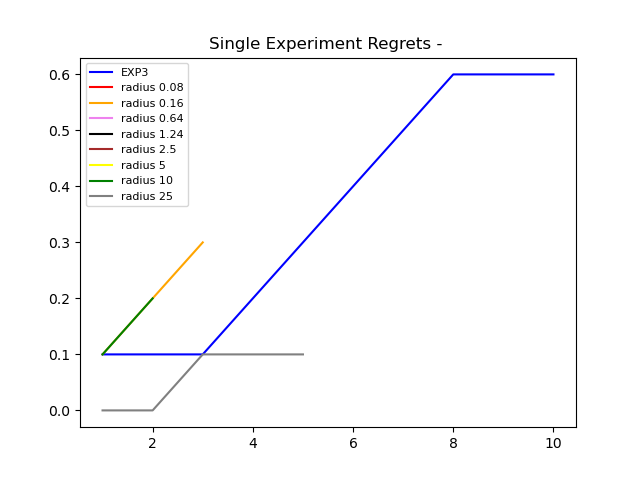 Single Experiment Regrets -
EXP3
radius 0.08
radius 0.16
radius 0.64
radius 1.24
radius 2.5
radius 5
radius 10
radius 25
0.6
0.5
0.4
0.3
0.2
0.1
0.0
2 4 6 8 10